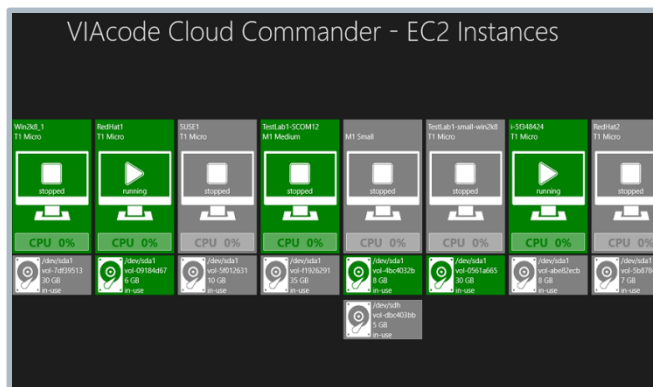 VIAcode Cloud Commander - EC2 Instances
Win2k8_1
T1 Micro
stopped
CPU 0%
/dev/sda1
vol-7df39513
30 GB
in-use
RedHat1
T1 Micro
running
CPU 0%
/dev/sda1
vol-09184d67
6 GB
in-use
SUSE1
T1 Micro
stopped
CPU 0%
/dev/sda1
vol-5f012631
10 GB
in-use
TestLab1-SCOM12
M1 Medium
stopped
CPU 0%
/dev/sda1
vol-f1926291
35 GB
in-use
M1 Small
stopped
CPU 0%
/dev/sda1
vol-4bc4032b
8 GB
in-use
/dev/sdh
vol-dbc403bb
5 GB
in-use
TestLab1-small-win2k8
T1 Micro
stopped
CPU 0%
/dev/sda1
vol-0561a665
30 GB
in-use
i-5f348424
T1 Micro
running
CPU 0%
/dev/sda1
vol-abe82ecb
8 GB
in-use
RedHat2
T1 Micro
stopped
CPU 0%
/dev/sda1
vol-5b878
7 GB
in-use